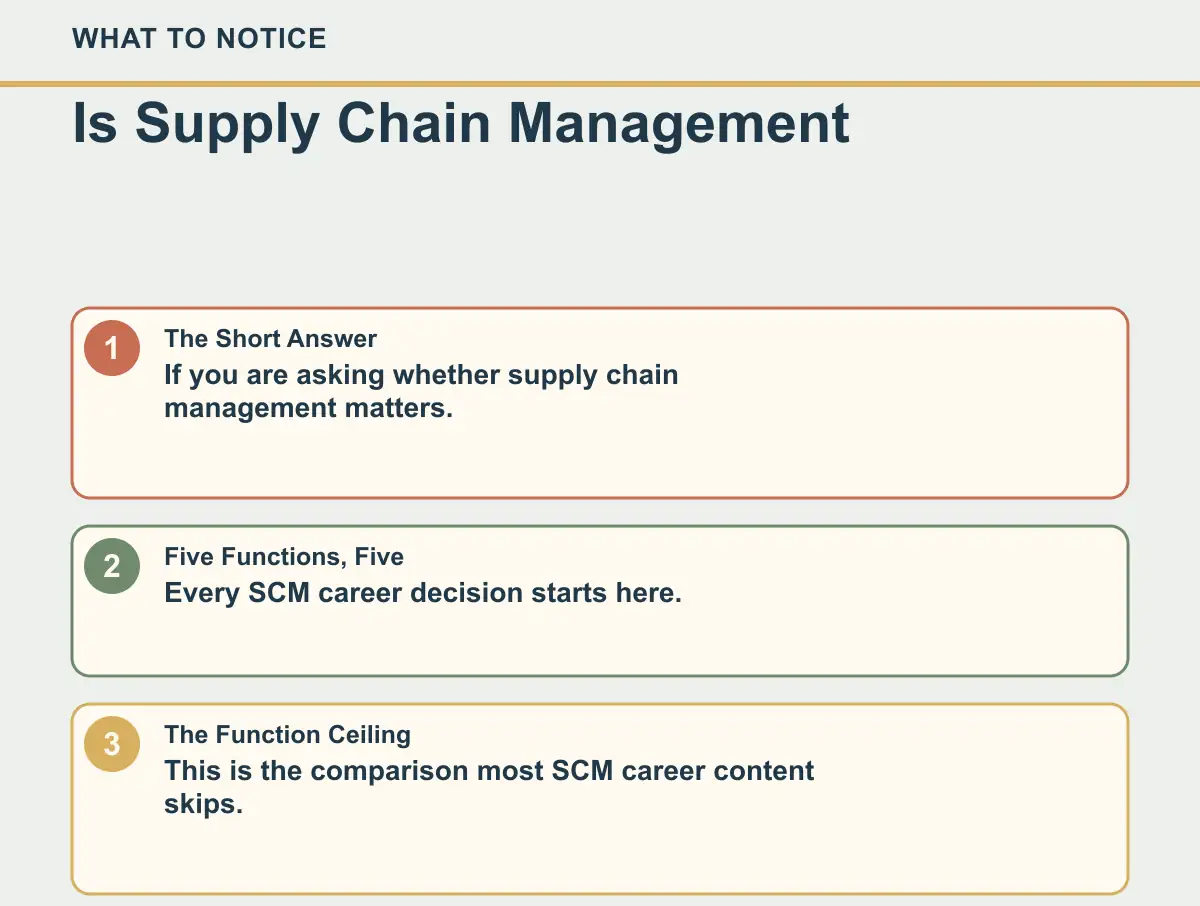 WHAT TO NOTICE
Is Supply Chain Management
1
The Short Answer
If you are asking whether supply chain
management matters.
2
Five Functions, Five
Every SCM career decision starts here.
3
The Function Ceiling
This is the comparison most SCM career content
skips.